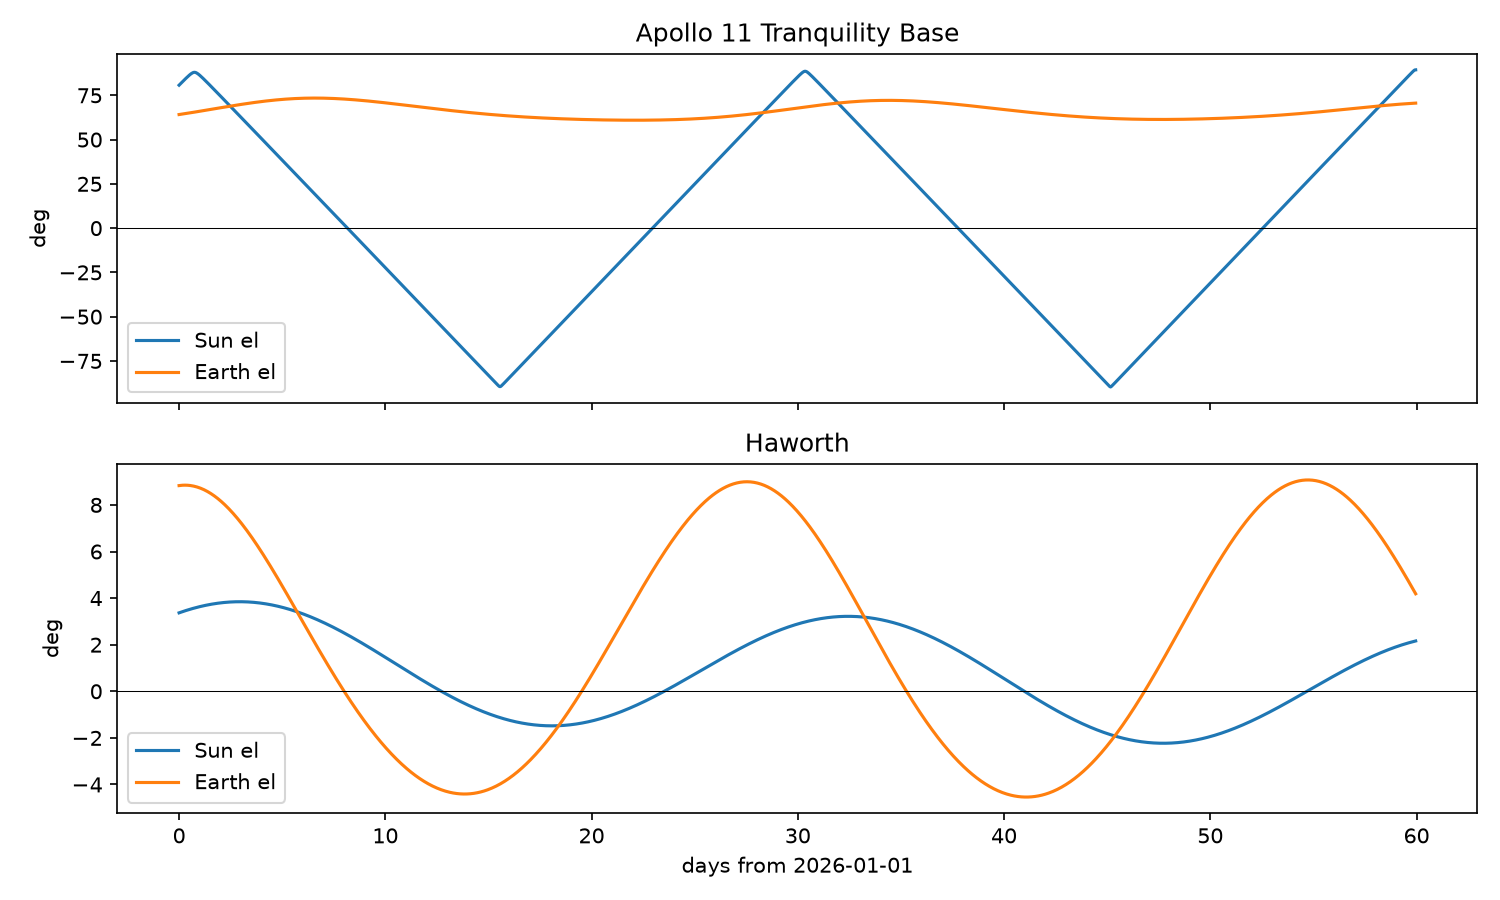 Apollo 11 Tranquility Base
75
50
25
0
−25
−50
−75
deg
Sun el
Earth el
Haworth
8
6
4
2
0
−2
−4
deg
Sun el
Earth el
0 10 20 30 40 50 60
days from 2026-01-01